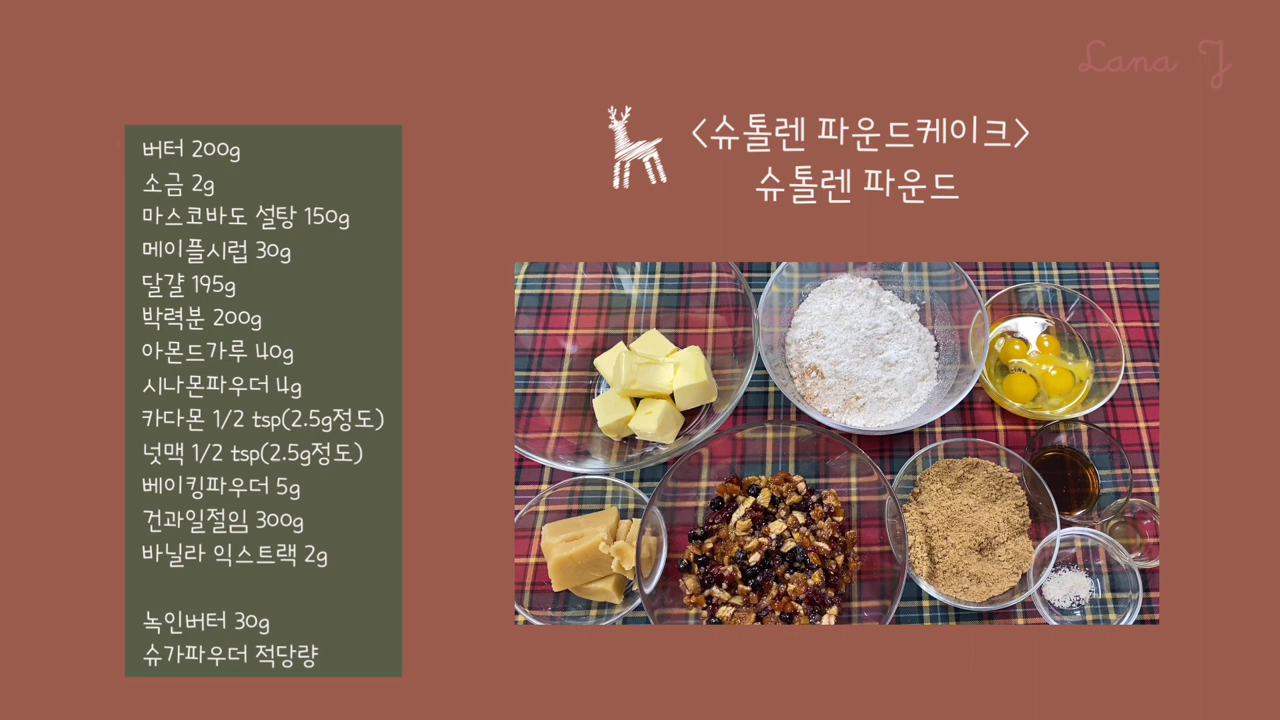 Lana J
<슈톨렌 파운드케이크>
슈톨렌 파운드
버터 200g
소금 2g
마스코바도 설탕 150g
메이플시럽 30g
달걀 195g
박력분 200g
아몬드가루 40g
시나몬파우더 4g
카다몬 1/2 tsp(2.5g정도)
넛맥 1/2 tsp(2.5g정도)
베이킹파우더 5g
건과일절임 300g
바닐라 익스트랙 2g
녹인버터 30g
슈가파우더 적당량